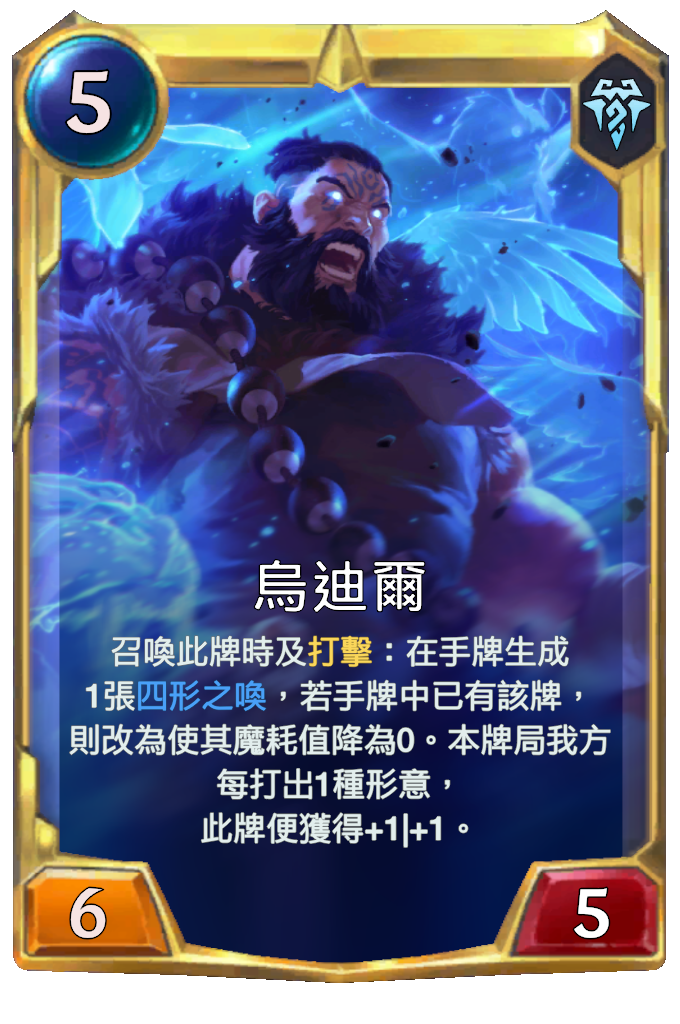 5
烏迪爾
召喚此牌時及打擊：在手牌生成
1張四形之喚，若手牌中已有該牌，
則改為使其魔耗值降為0。本牌局我方
每打出1種形意，
此牌便獲得+1|+1。
6
5